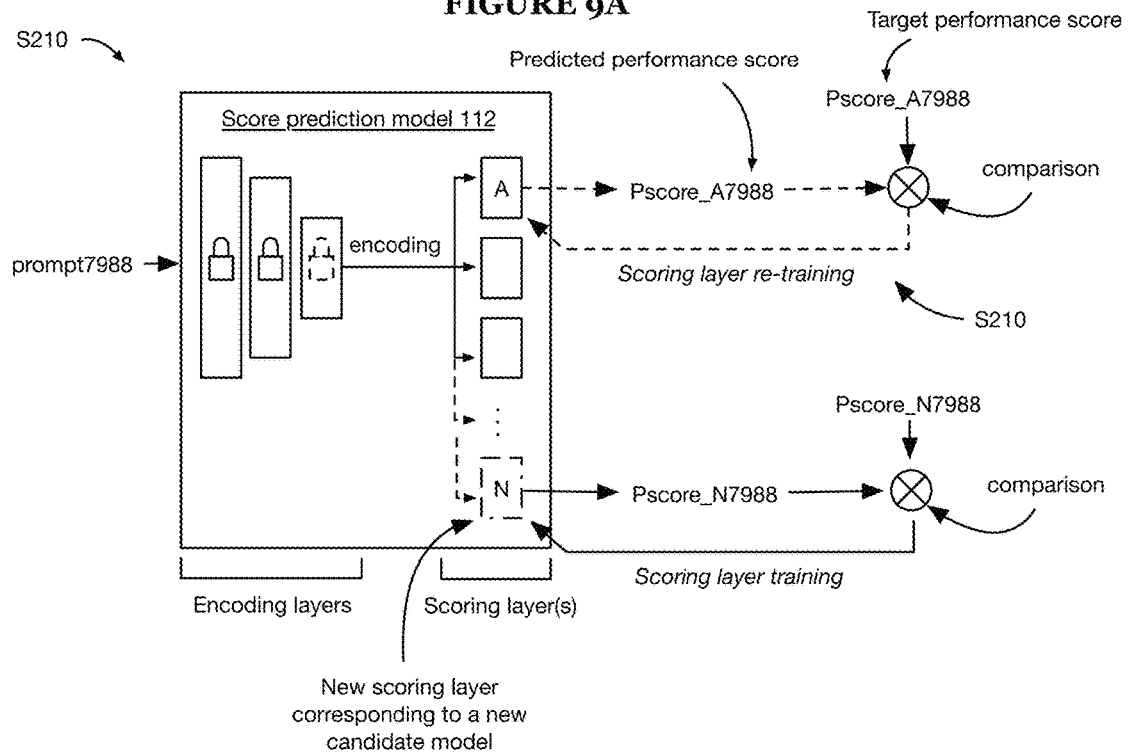 FIGURE 9A
S210
Target performance score
Predicted performance score
Pscore_A7988
Score prediction model 112
comparison
A
Pscore_A7988
encoding
prompt7988
Scoring layer re-training
S210
Pscore_N7988
N
Pscore_N7988
comparison
Scoring layer training
Encoding layers
Scoring layer(s)
New scoring layer
corresponding to a new
candidate model